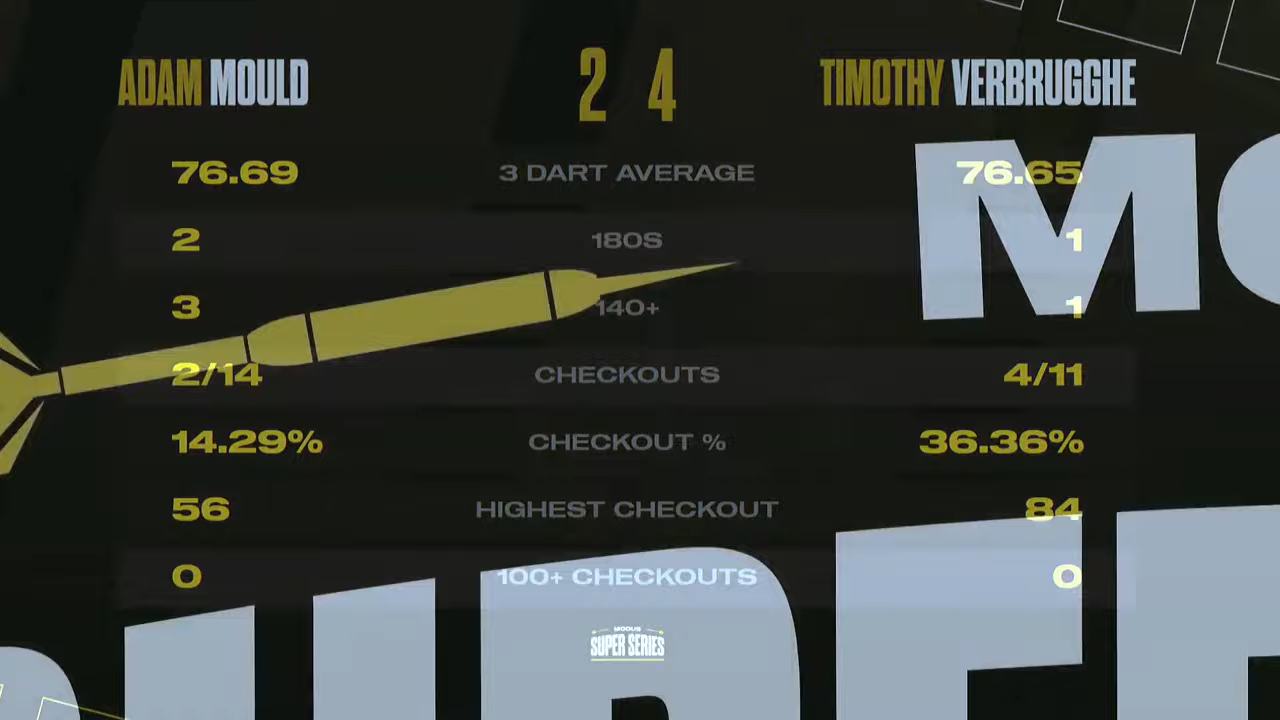 ADAM MOULD 2 4 TIMOTHY VERBRUGGHE
76.69 3 DART AVERAGE 76.65
2 180S 1
3 140+ 1
2/14 CHECKOUTS 4/11
14.29% CHECKOUT % 36.36%
56 HIGHEST CHECKOUT 84
0 100+ CHECKOUTS 0
MODUS
SUPER SERIES